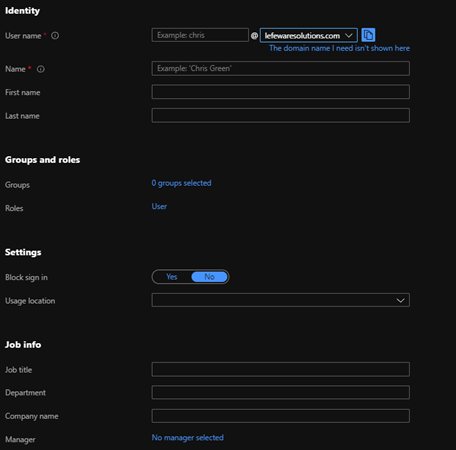 Identity
User name *
Example: chris @ lefewaresolutions.com
The domain name I need isn't shown here
Name *
Example: 'Chris Green'
First name
Last name
Groups and roles
Groups 0 groups selected
Roles User
Settings
Block sign in Yes No
Usage location
Job info
Job title
Department
Company name
Manager No manager selected